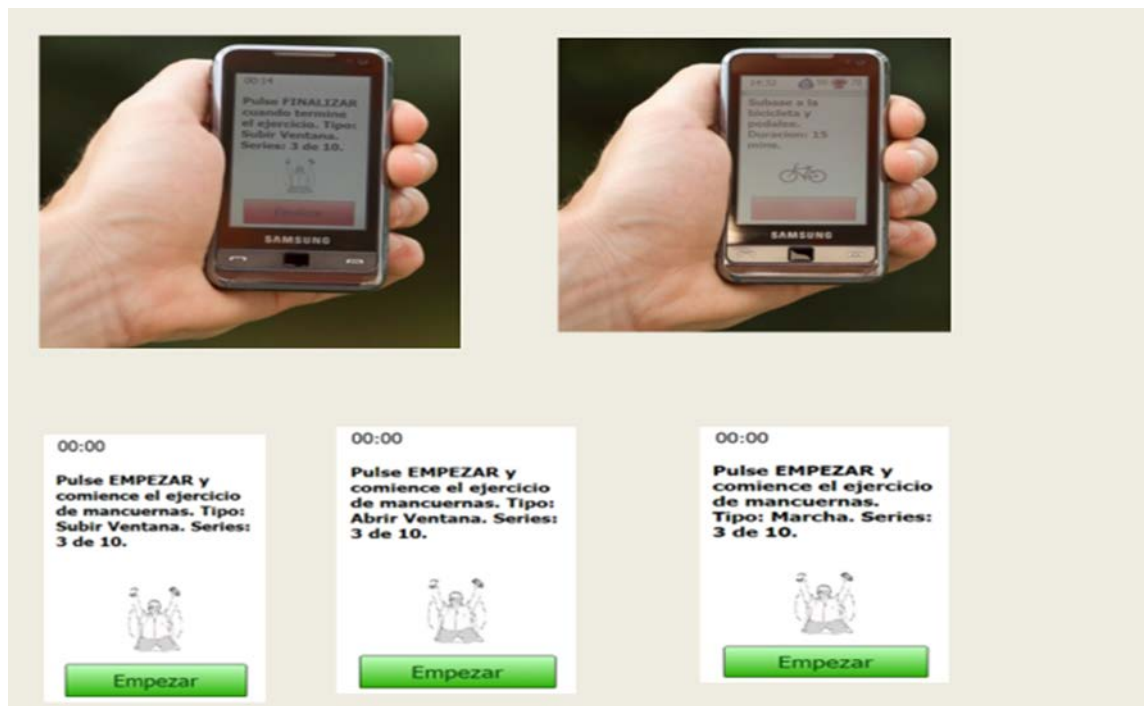 00:14
Pulse FINALIZAR
cuando termine
el ejercicio. Tipo:
Subir Ventana.
Series: 3 de 10.
SAMSUNG
Subase a la
bicicleta y
pedalee.
Duracion: 15
mins.
SAMSUNG
00:00
Pulse EMPEZAR y
comience el ejercicio
de mancuernas. Tipo:
Subir Ventana. Series:
3 de 10.
Empezar
00:00
Pulse EMPEZAR y
comience el ejercicio
de mancuernas. Tipo:
Abrir Ventana. Series:
3 de 10.
Empezar
00:00
Pulse EMPEZAR y
comience el ejercicio
de mancuernas.
Tipo: Marcha. Series:
3 de 10.
Empezar